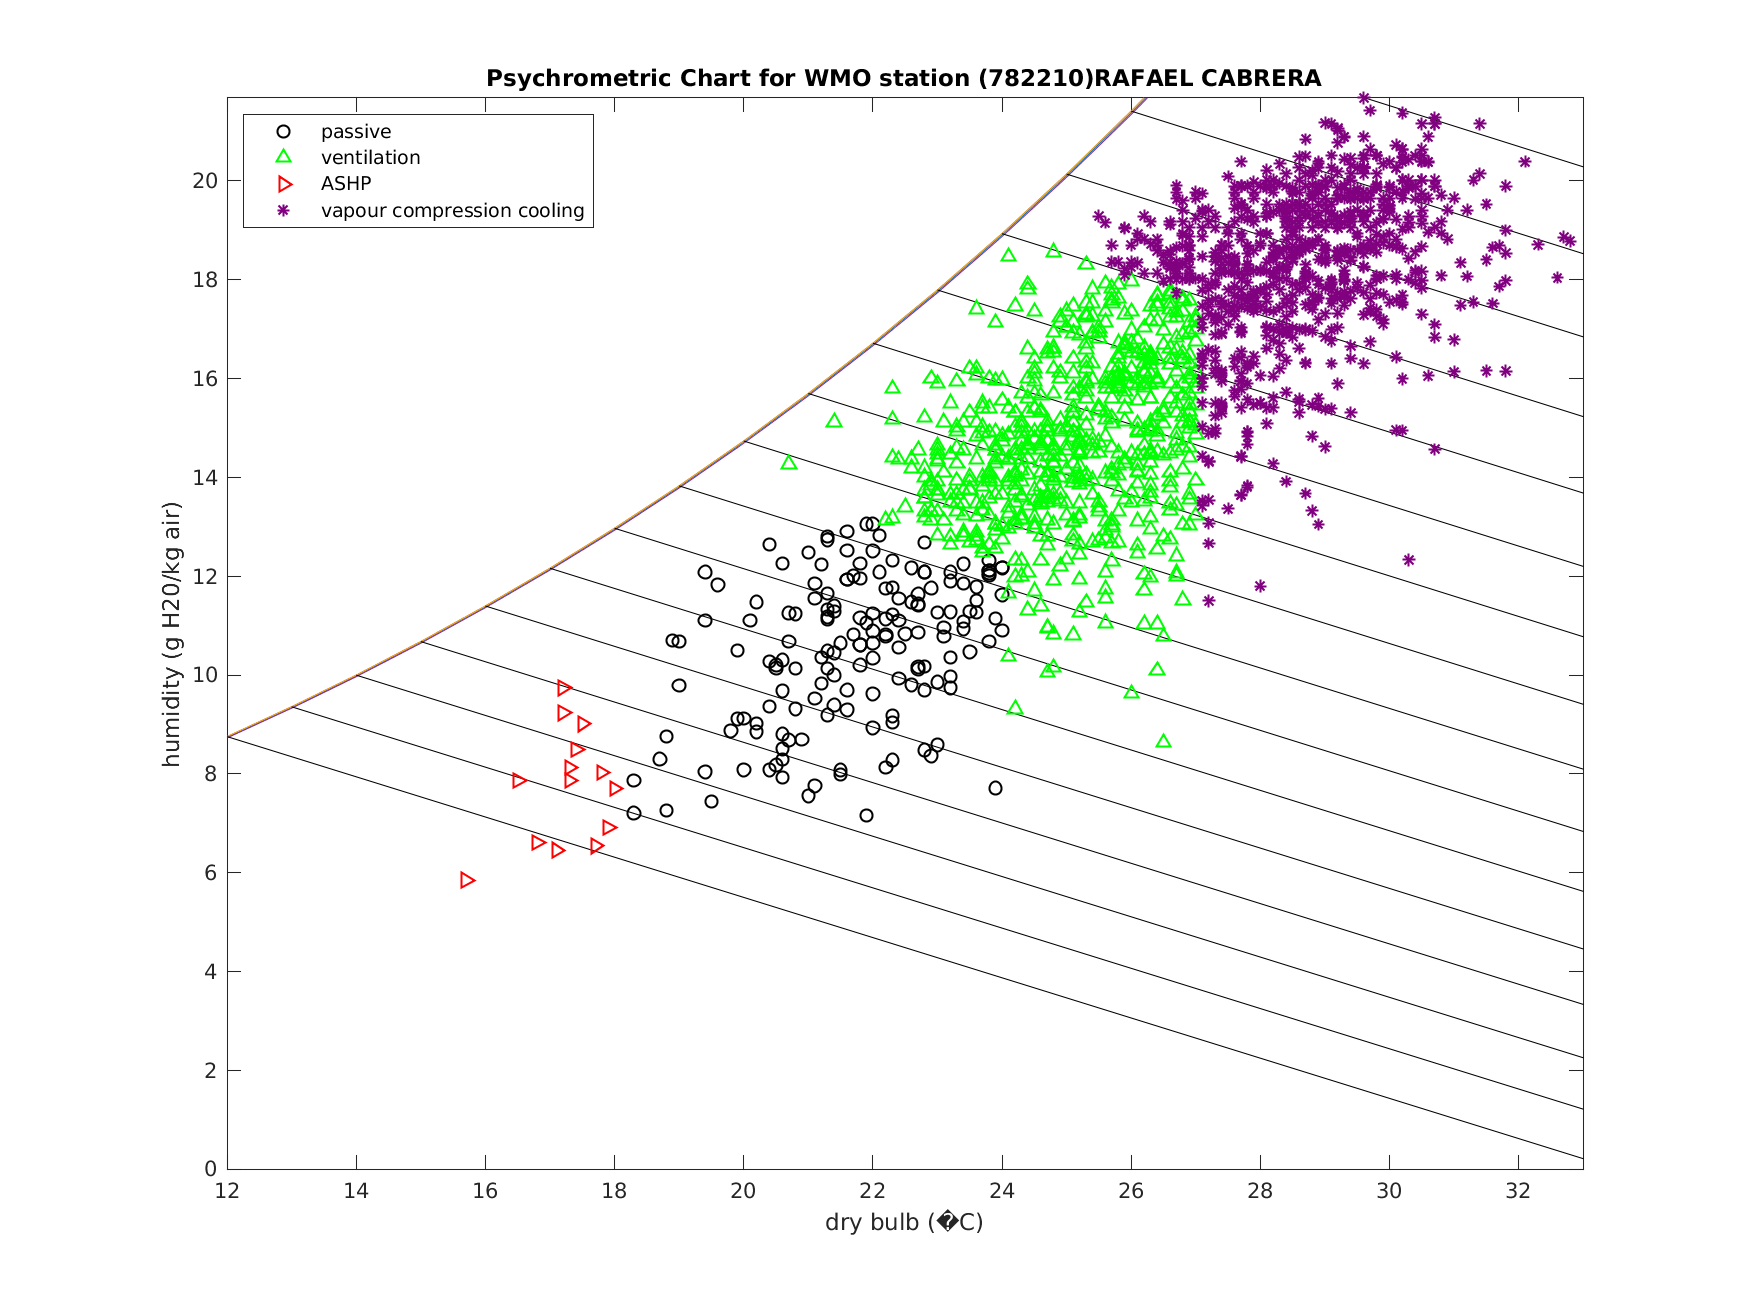 Psychrometric Chart for WMO station (782210)RAFAEL CABRERA
passive
ventilation
ASHP
vapour compression cooling
humidity (g H20/kg air)
20
18
16
14
12
10
8
6
4
2
0
12 14 16 18 20 22 24 26 28 30 32
dry bulb (�C)